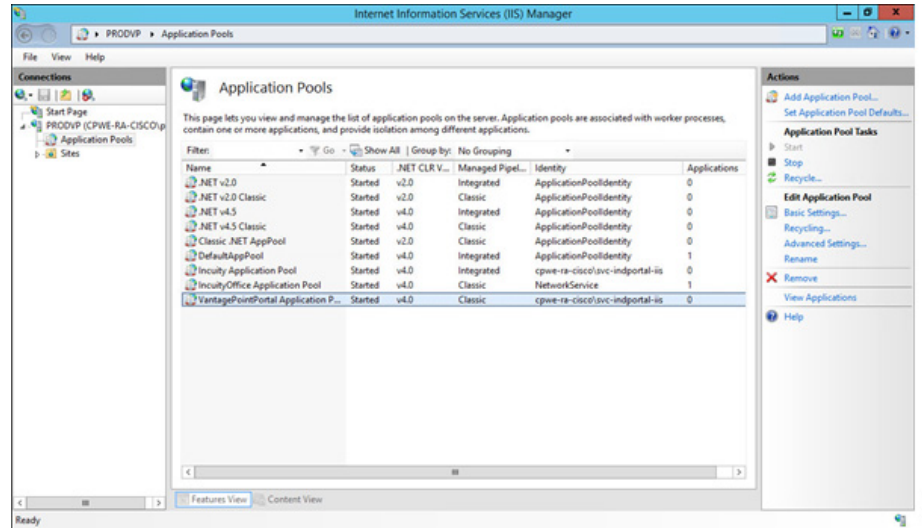 Internet Information Services (IIS) Manager
PRODVP Application Pools
File View Help
Connections
Start Page
PRODVP (CPWE-RA-CISCO\p
Application Pools
Sites
Application Pools
This page lets you view and manage the list of application pools on the server. Application pools are associated with worker processes,
contain one or more applications, and provide isolation among different applications.
Filter: Go Show All Group by: No Grouping
Name Status .NET CLR V... Managed Pipel... Identity Applications
.NET v2.0 Started v2.0 Integrated ApplicationPoolIdentity 0
.NET v2.0 Classic Started v2.0 Classic ApplicationPoolIdentity 0
.NET v4.5 Started v4.0 Integrated ApplicationPoolIdentity 0
.NET v4.5 Classic Started v4.0 Classic ApplicationPoolIdentity 0
Classic .NET AppPool Started v2.0 Classic ApplicationPoolIdentity 0
DefaultAppPool Started v4.0 Integrated ApplicationPoolIdentity 1
Incuity Application Pool Started v4.0 Integrated cpwe-ra-cisco\svc-indportal-iis 0
IncuityOffice Application Pool Started v4.0 Classic NetworkService 1
VantagePointPortal Application P... Started v4.0 Classic cpwe-ra-cisco\svc-indportal-iis 0
Features View Content View
Actions
Add Application Pool...
Set Application Pool Defaults...
Application Pool Tasks
Start
Stop
Recycle...
Edit Application Pool
Basic Settings...
Recycling...
Advanced Settings...
Rename
Remove
View Applications
Help
Ready